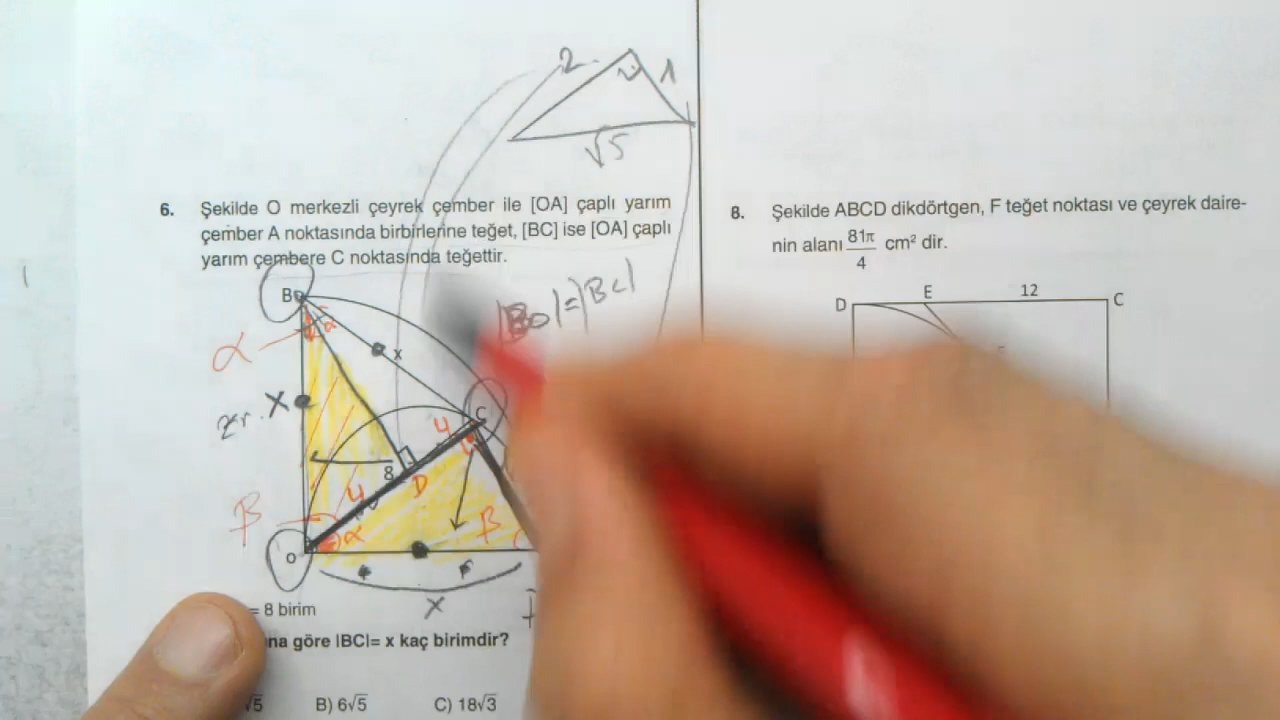 2
1
√5
6. Şekilde O merkezli çeyrek çember ile [OA] çaplı yarım
çember A noktasında birbirlerine teğet, [BC] ise [OA] çaplı
yarım çembere C noktasında teğettir.
|BO|=|BC|
B
α
α
x
2r. X
C
4
8
D
4
β
α
β
O
r
r
X
= 8 birim
na göre |BC|= x kaç birimdir?
√5 B) 6√5 C) 18√3
8. Şekilde ABCD dikdörtgen, F teğet noktası ve çeyrek daire-
nin alanı 81π/4 cm² dir.
D E 12 C